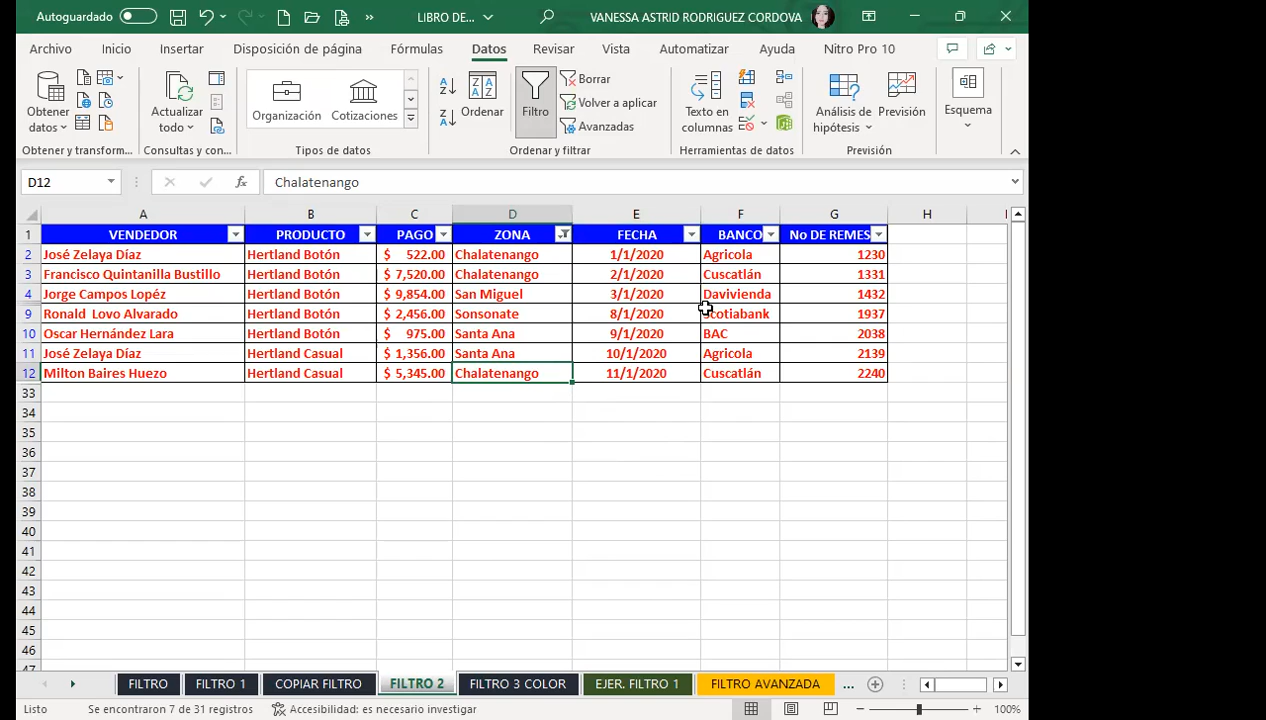 Autoguardado LIBRO DE... VANESSA ASTRID RODRIGUEZ CORDOVA
Archivo Inicio Insertar Disposición de página Fórmulas Datos Revisar Vista Automatizar Ayuda Nitro Pro 10
Obtener datos
Actualizar todo
Organización Cotizaciones
Ordenar
Filtro
Borrar
Volver a aplicar
Avanzadas
Texto en columnas
Análisis de hipótesis
Previsión
Esquema
Obtener y transform... Consultas y con... Tipos de datos Ordenar y filtrar Herramientas de datos Previsión
D12 fx Chalatenango
A B C D E F G H I
1 VENDEDOR PRODUCTO PAGO ZONA FECHA BANCO No DE REMES
2 José Zelaya Díaz Hertland Botón $ 522.00 Chalatenango 1/1/2020 Agricola 1230
3 Francisco Quintanilla Bustillo Hertland Botón $ 7,520.00 Chalatenango 2/1/2020 Cuscatlán 1331
4 Jorge Campos Lopéz Hertland Botón $ 9,854.00 San Miguel 3/1/2020 Davivienda 1432
9 Ronald Lovo Alvarado Hertland Botón $ 2,456.00 Sonsonate 8/1/2020 Scotiabank 1937
10 Oscar Hernández Lara Hertland Botón $ 975.00 Santa Ana 9/1/2020 BAC 2038
11 José Zelaya Díaz Hertland Casual $ 1,356.00 Santa Ana 10/1/2020 Agricola 2139
12 Milton Baires Huezo Hertland Casual $ 5,345.00 Chalatenango 11/1/2020 Cuscatlán 2240
33
34
35
36
37
38
39
40
41
42
43
44
45
46
47
FILTRO FILTRO 1 COPIAR FILTRO FILTRO 2 FILTRO 3 COLOR EJER. FILTRO 1 FILTRO AVANZADA ...
Listo Se encontraron 7 de 31 registros Accesibilidad: es necesario investigar 100%